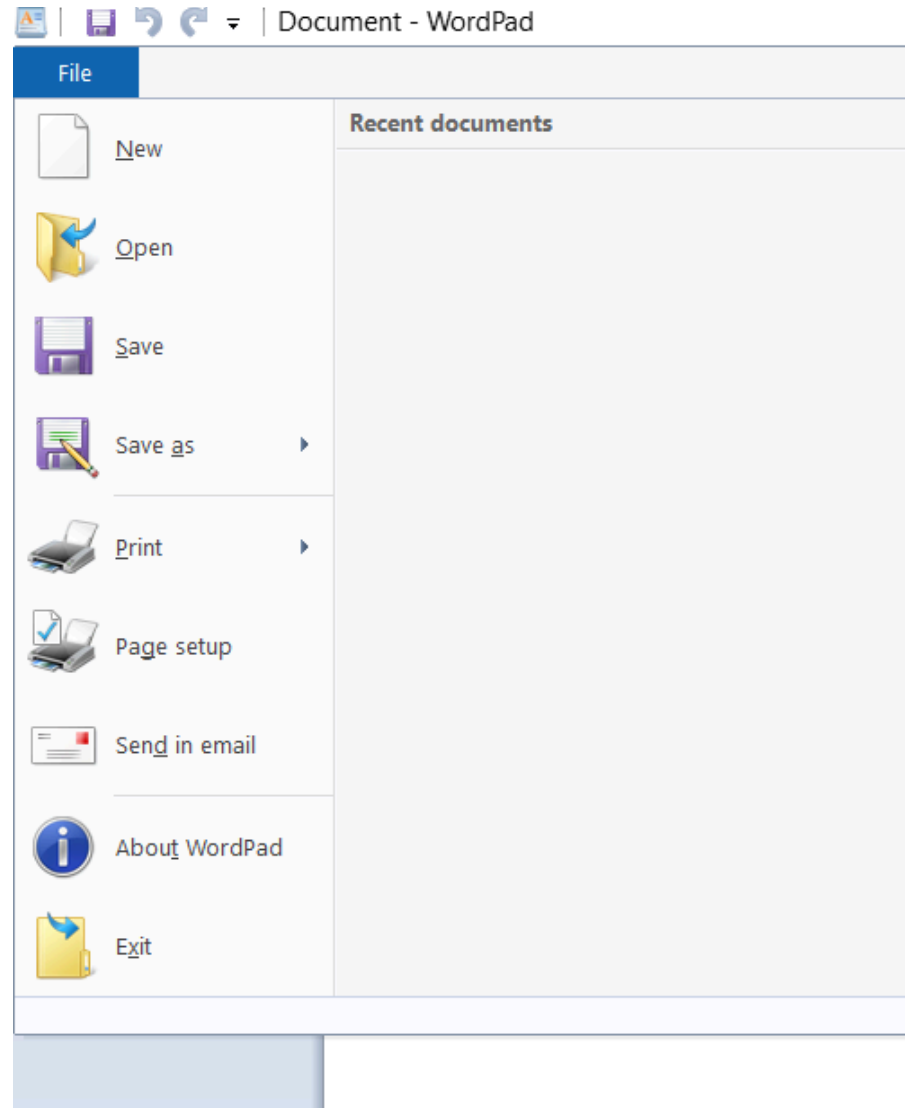 Document - WordPad
File
Recent documents
New
Open
Save
Save as
Print
Page setup
Send in email
About WordPad
Exit